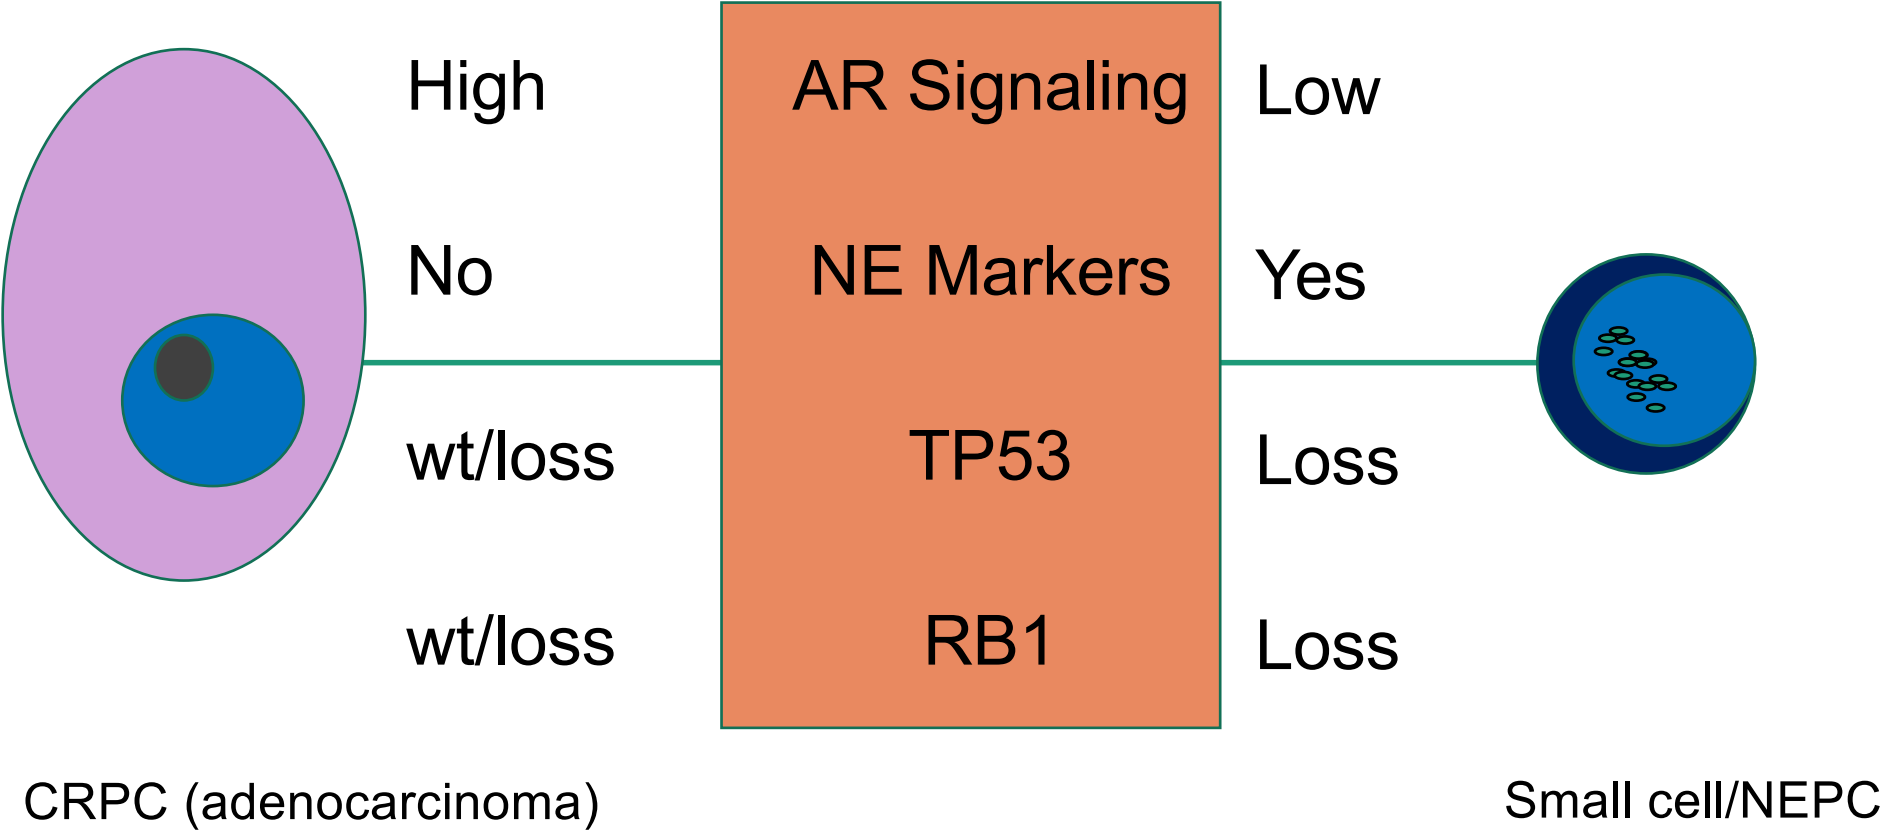 High AR Signaling Low
No NE Markers Yes
wt/loss TP53 Loss
wt/loss RB1 Loss
CRPC (adenocarcinoma) Small cell/NEPC